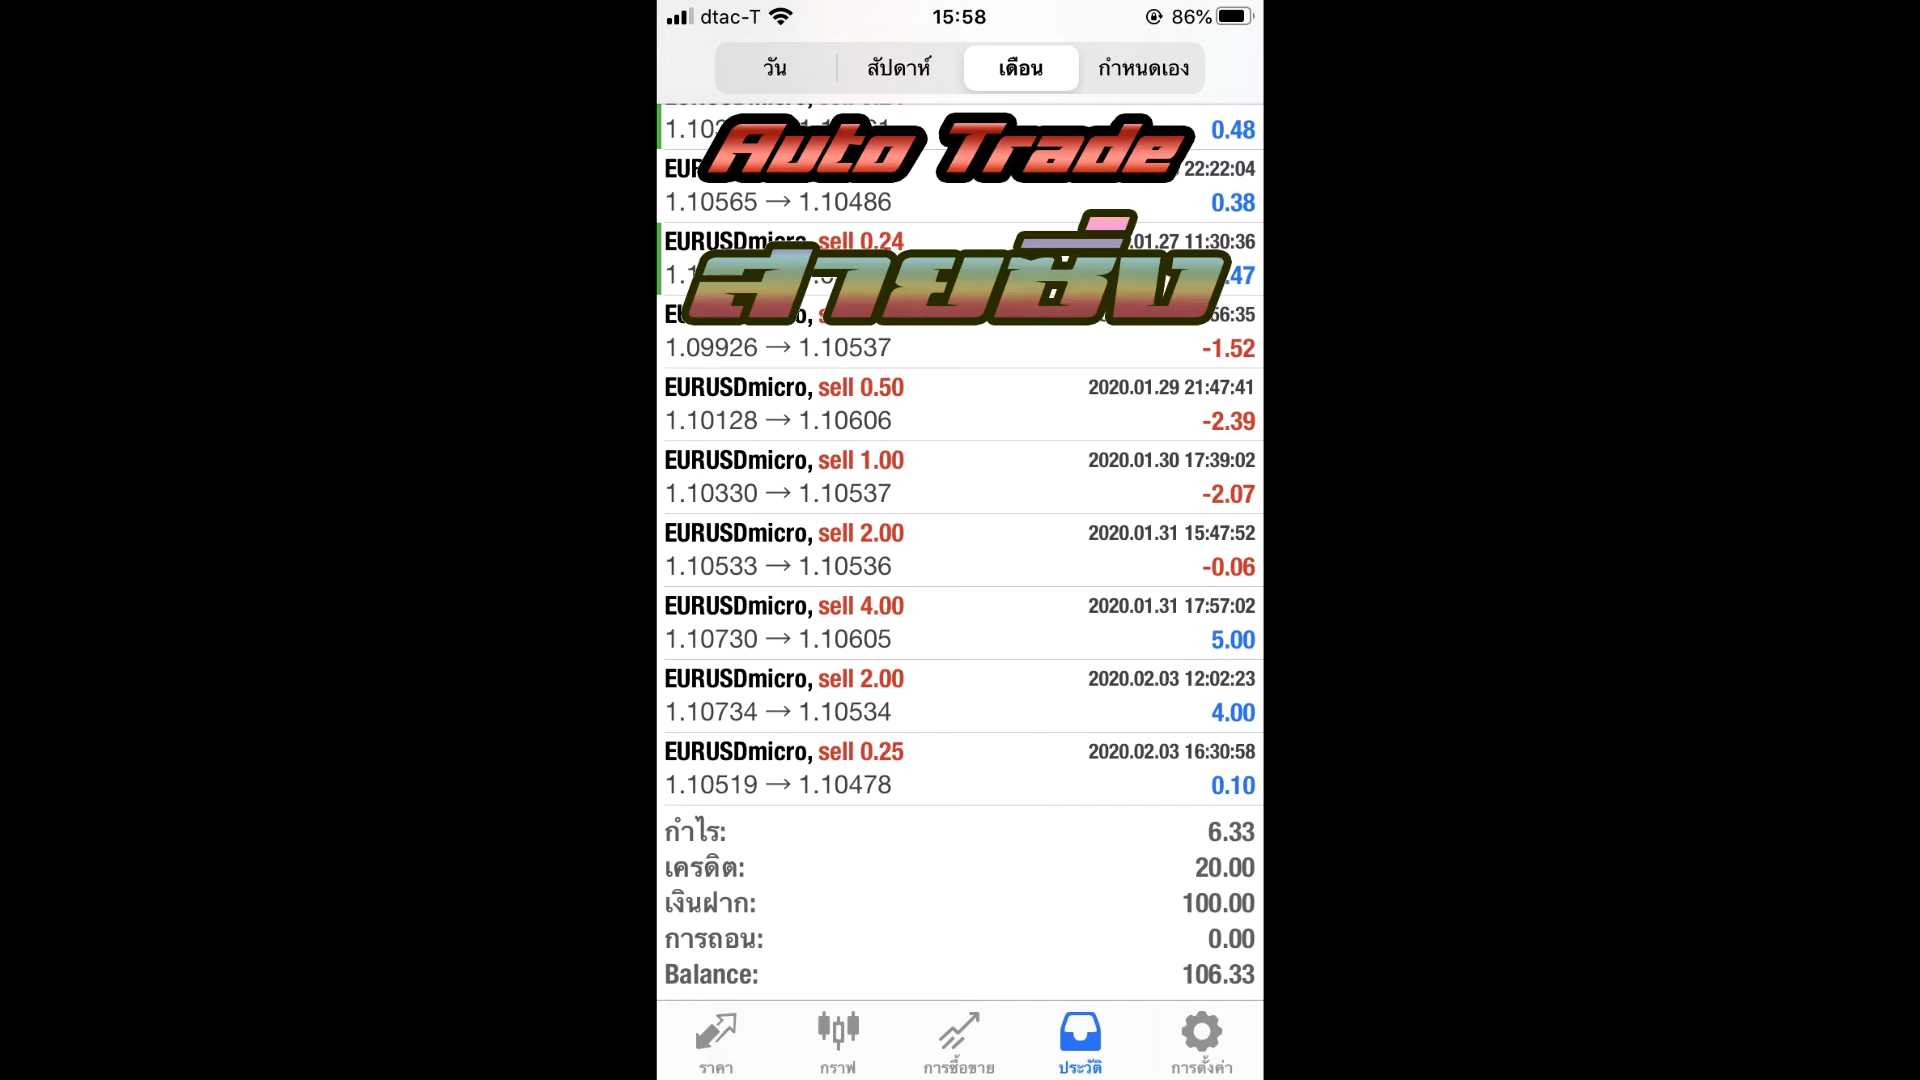 dtac-T 15:58 86%
วัน สัปดาห์ เดือน กำหนดเอง
0.48
Auto Trade
22:22:04
1.10565 → 1.10486 0.38
EURUSDmicro, sell 0.24 .01.27 11:30:36
สายซิ่ง
.47
56:35
1.09926 → 1.10537 -1.52
EURUSDmicro, sell 0.50 2020.01.29 21:47:41
1.10128 → 1.10606 -2.39
EURUSDmicro, sell 1.00 2020.01.30 17:39:02
1.10330 → 1.10537 -2.07
EURUSDmicro, sell 2.00 2020.01.31 15:47:52
1.10533 → 1.10536 -0.06
EURUSDmicro, sell 4.00 2020.01.31 17:57:02
1.10730 → 1.10605 5.00
EURUSDmicro, sell 2.00 2020.02.03 12:02:23
1.10734 → 1.10534 4.00
EURUSDmicro, sell 0.25 2020.02.03 16:30:58
1.10519 → 1.10478 0.10
กำไร: 6.33
เครดิต: 20.00
เงินฝาก: 100.00
การถอน: 0.00
Balance: 106.33
ราคา กราฟ การซื้อขาย ประวัติ การตั้งค่า